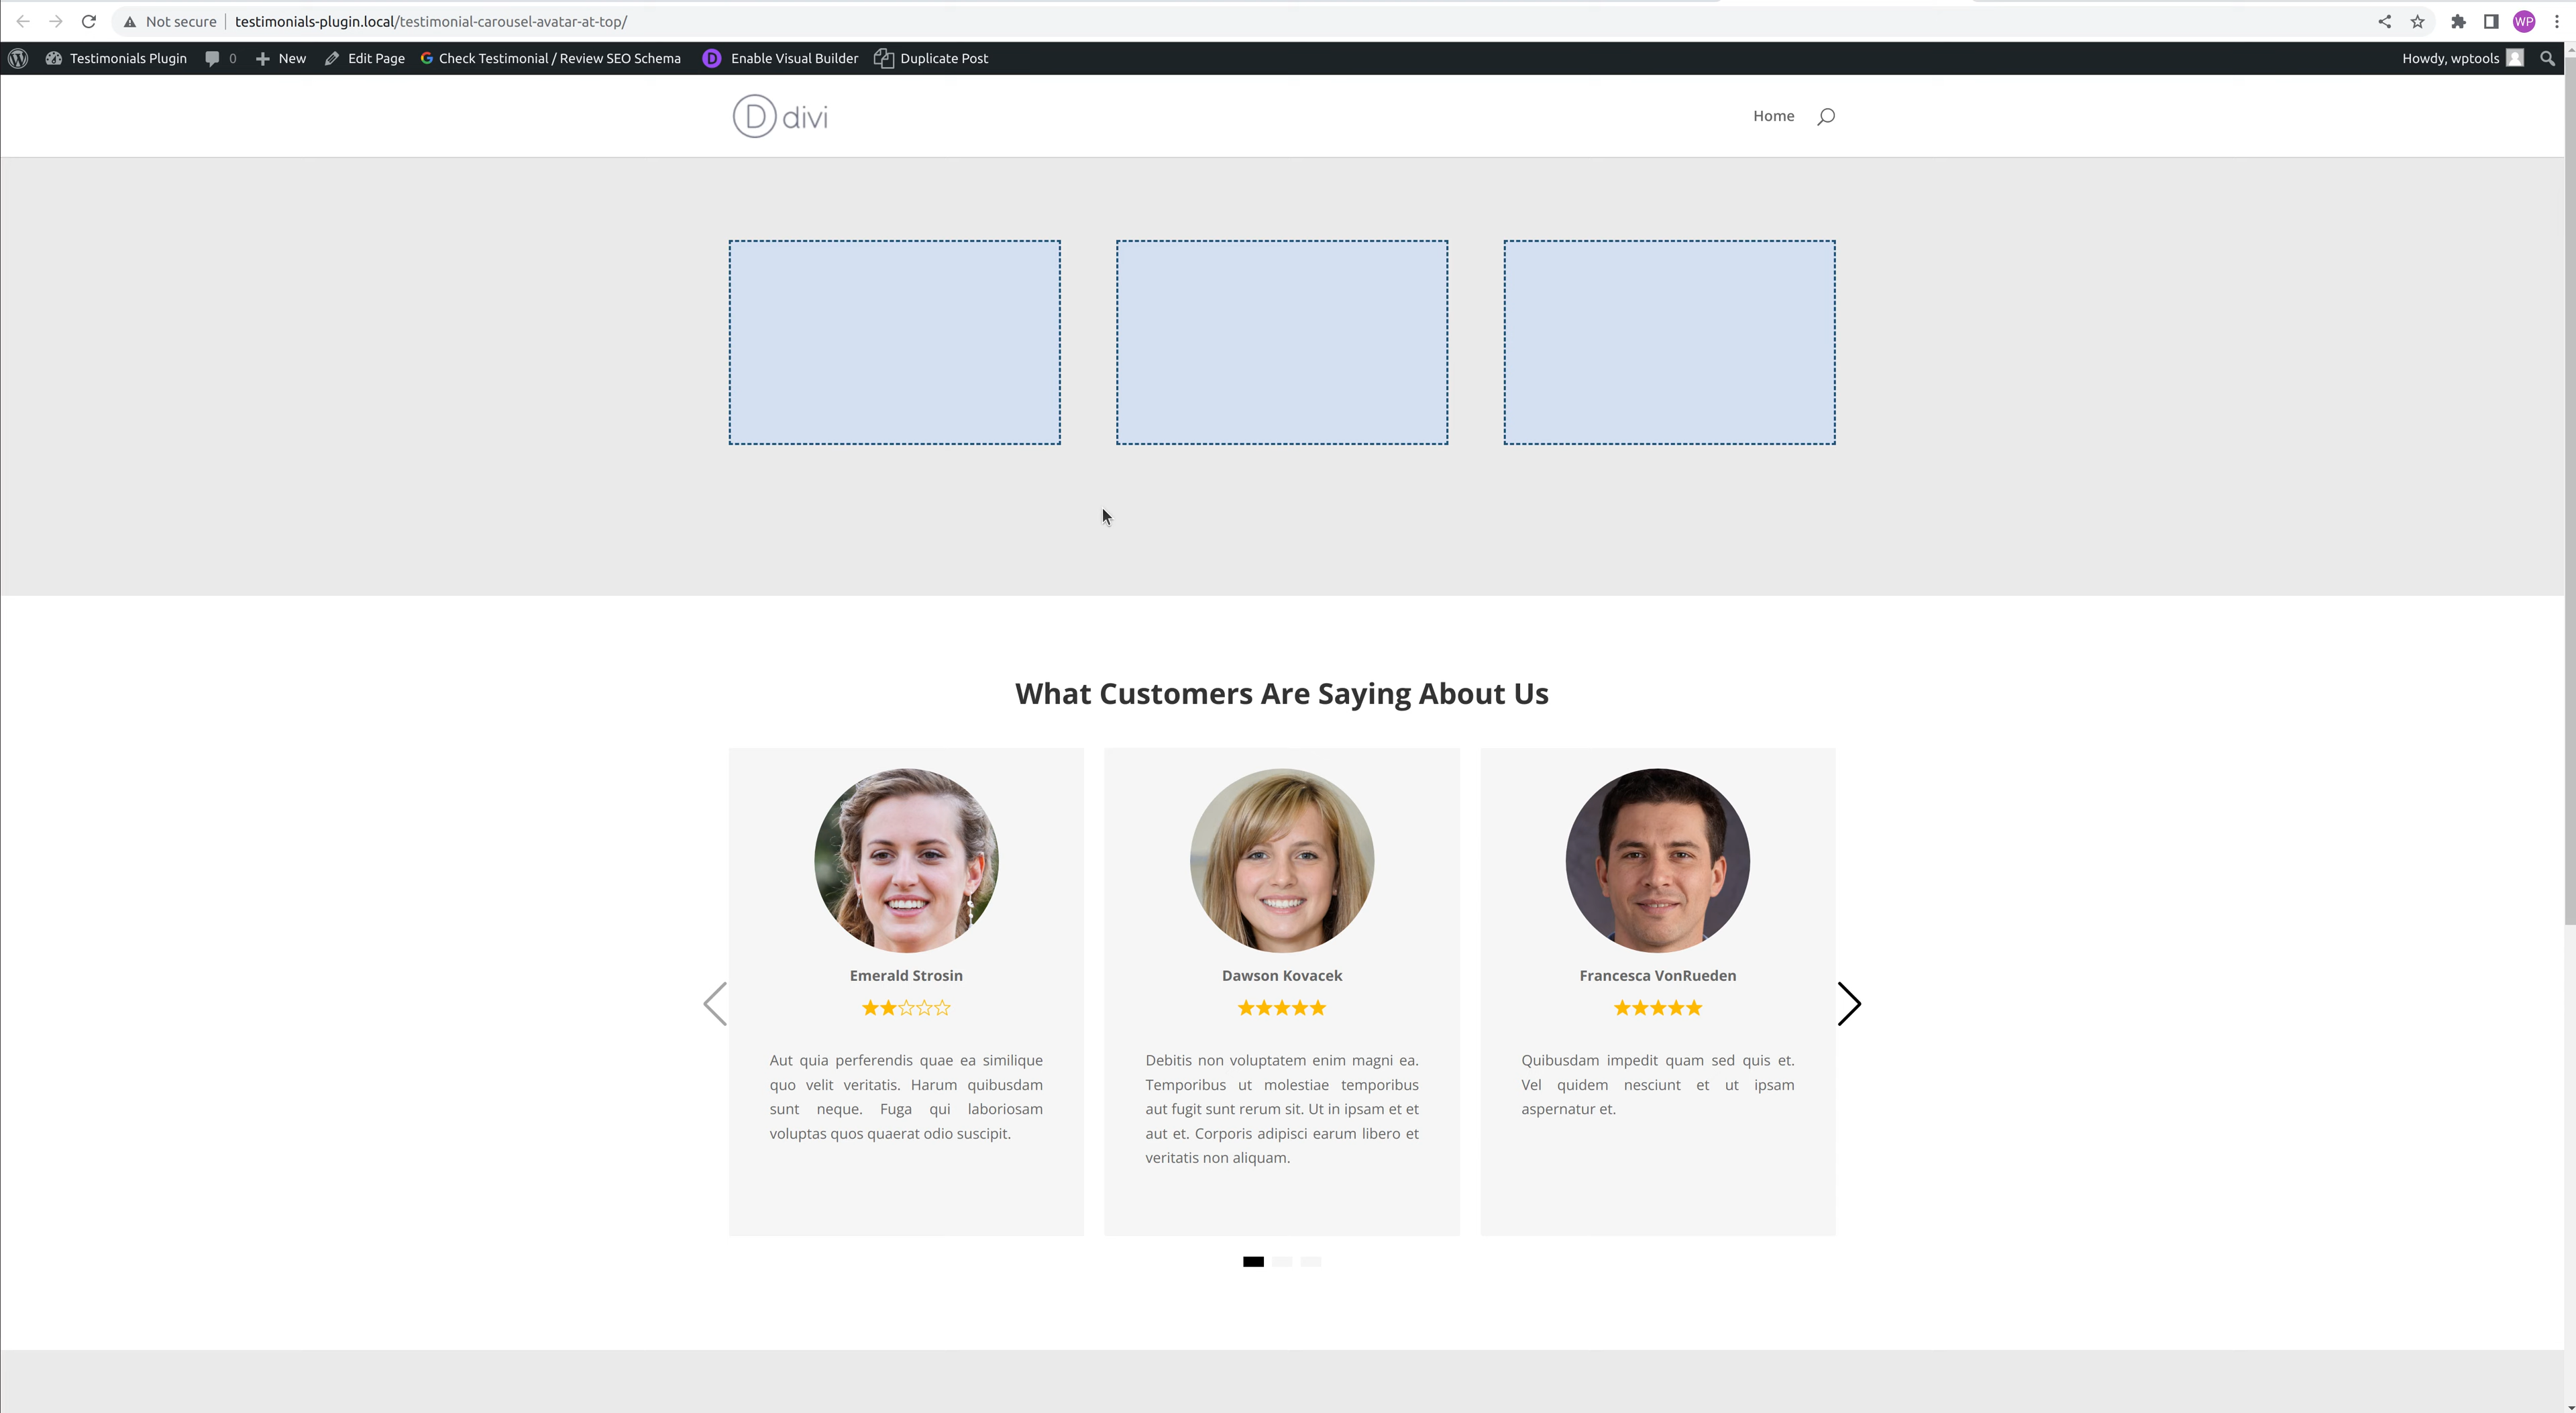 Not secure testimonials-plugin.local/testimonial-carousel-avatar-at-top/ WP
Testimonials Plugin 0 New Edit Page Check Testimonial / Review SEO Schema Enable Visual Builder Duplicate Post Howdy, wptools
D divi Home
What Customers Are Saying About Us
Emerald Strosin
Aut quia perferendis quae ea similique
quo velit veritatis. Harum quibusdam
sunt neque. Fuga qui laboriosam
voluptas quos quaerat odio suscipit.
Dawson Kovacek
Debitis non voluptatem enim magni ea.
Temporibus ut molestiae temporibus
aut fugit sunt rerum sit. Ut in ipsam et et
aut et. Corporis adipisci earum libero et
veritatis non aliquam.
Francesca VonRueden
Quibusdam impedit quam sed quis et.
Vel quidem nesciunt et ut ipsam
aspernatur et.